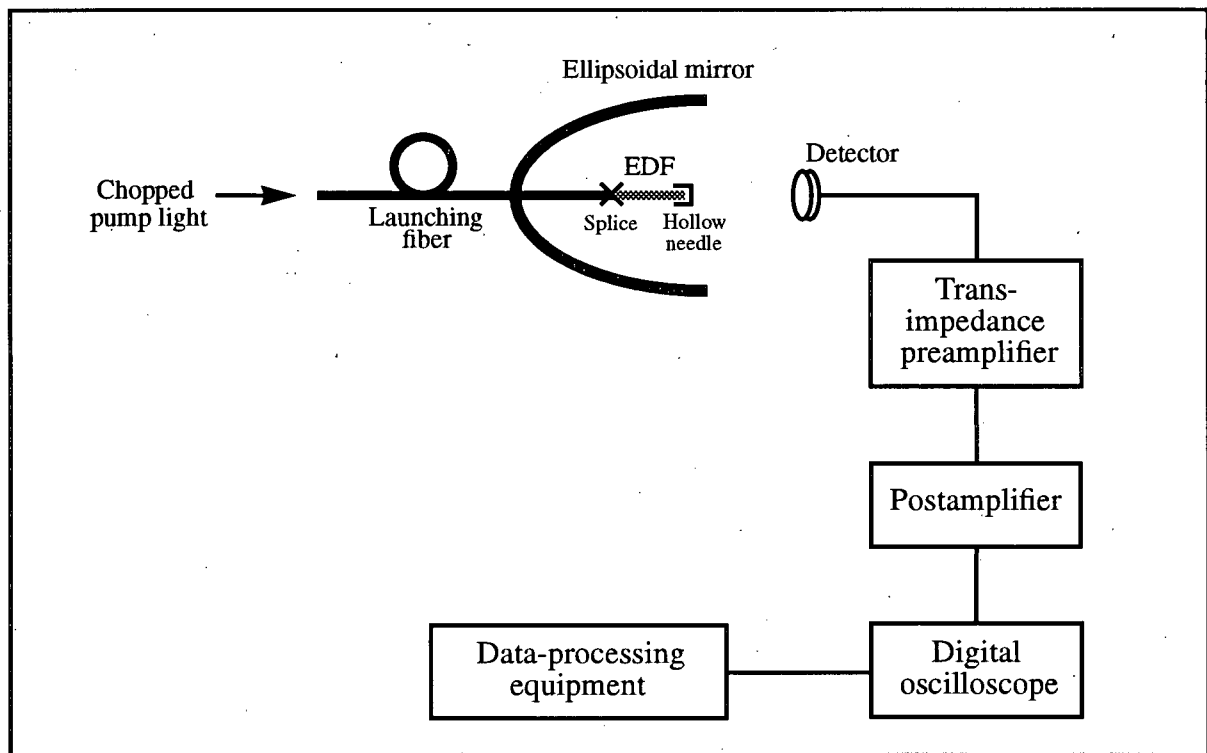 Ellipsoidal mirror
EDF
Detector
Chopped
pump light
Launching
fiber
Splice
Hollow
needle
Trans-
impedance
preamplifier
Postamplifier
Data-processing
equipment
Digital
oscilloscope